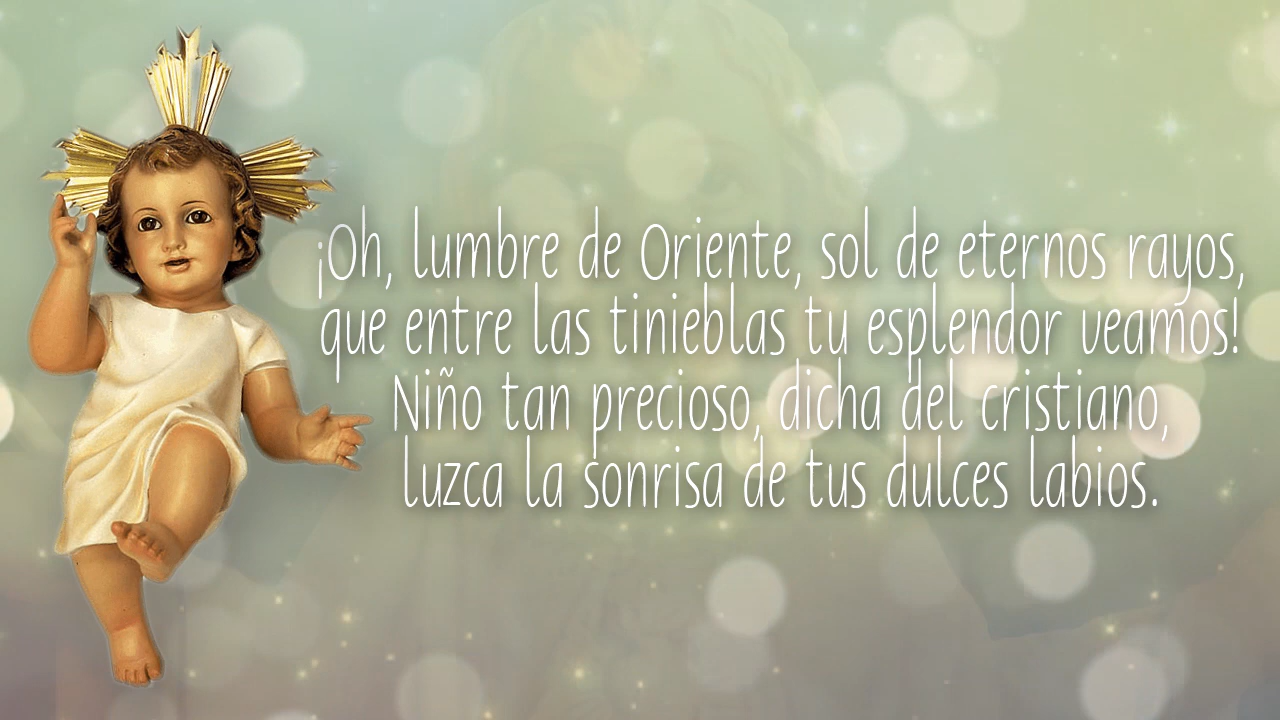 ¡Oh, lumbre de Oriente, sol de eternos rayos,
que entre las tinieblas tu esplendor veamos!
Niño tan precioso, dicha del cristiano,
luzca la sonrisa de tus dulces labios.